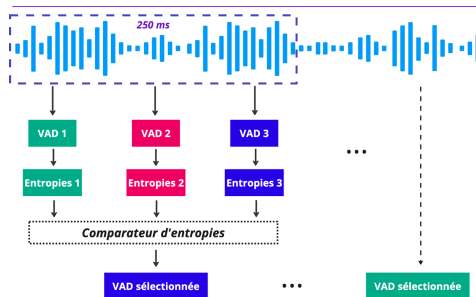 250 ms
VAD 1 VAD 2 VAD 3
...
Entropies 1 Entropies 2 Entropies 3
Comparateur d'entropies
VAD sélectionnée ... VAD sélectionnée